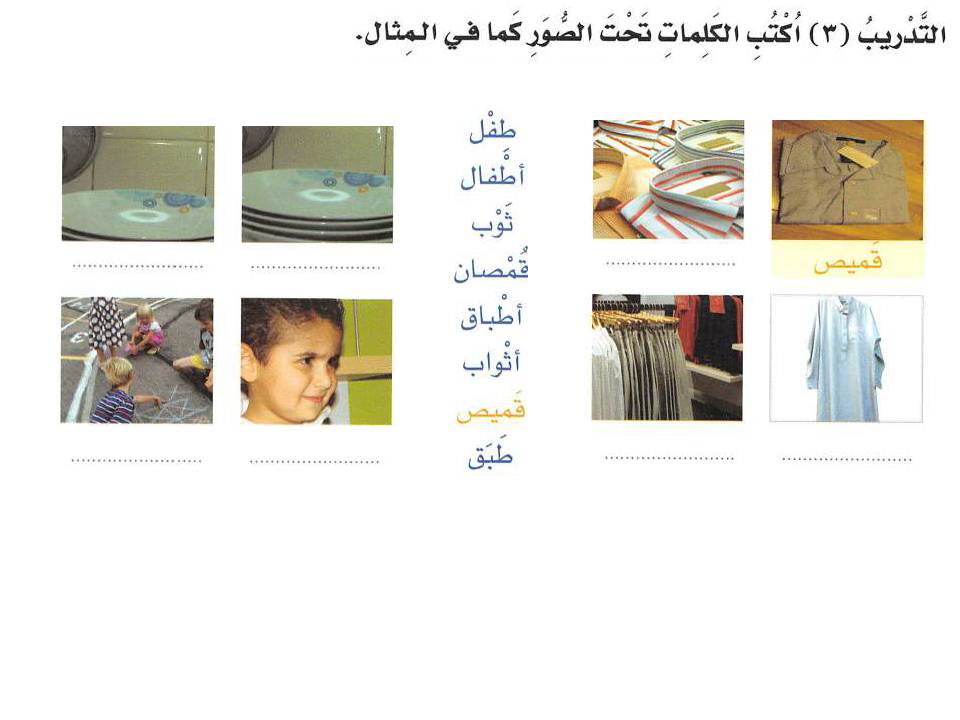 التَّدْريبُ (٣) اُكْتُبِ الكَلِماتِ تَحْتَ الصُّوَرِ كَما في المِثال.
قَميص
طِفْل
أطْفال
ثَوْب
قُمْصان
أطْباق
أثْواب
قَميص
طَبَق